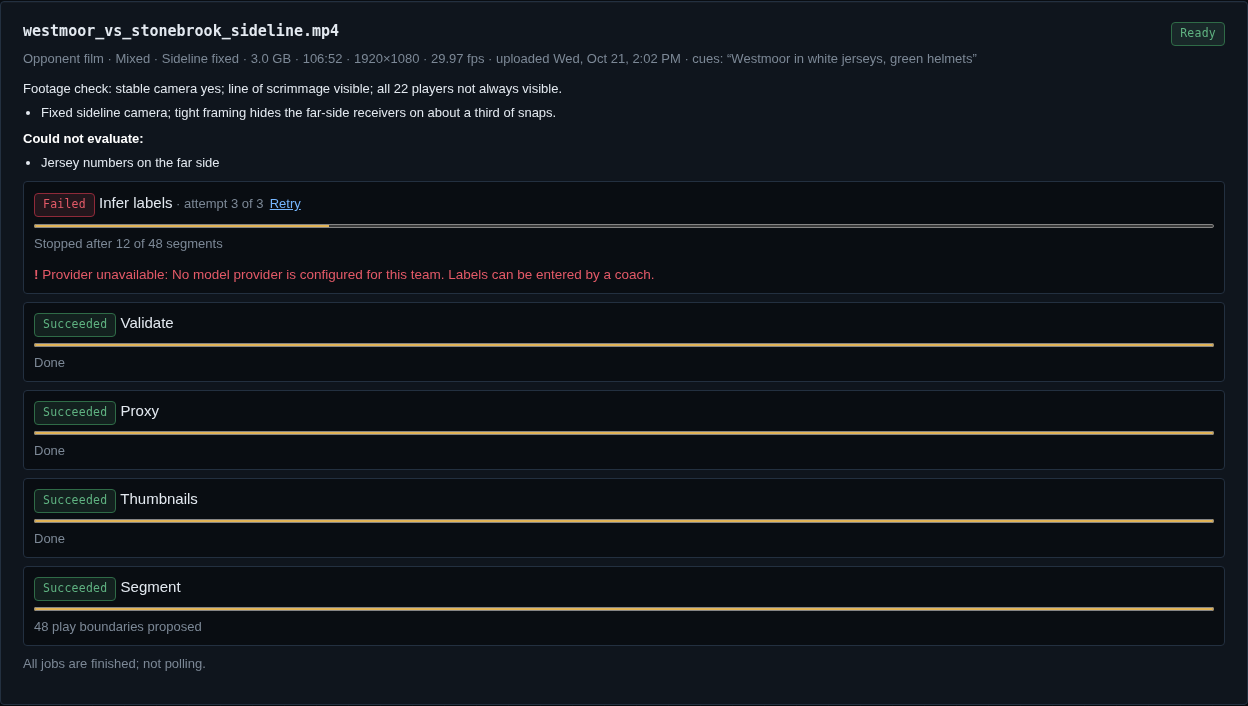 westmoor_vs_stonebrook_sideline.mp4
Ready
Opponent film · Mixed · Sideline fixed · 3.0 GB · 106:52 · 1920×1080 · 29.97 fps · uploaded Wed, Oct 21, 2:02 PM · cues: “Westmoor in white jerseys, green helmets”
Footage check: stable camera yes; line of scrimmage visible; all 22 players not always visible.
• Fixed sideline camera; tight framing hides the far-side receivers on about a third of snaps.
Could not evaluate:
• Jersey numbers on the far side
Failed Infer labels · attempt 3 of 3 Retry
Stopped after 12 of 48 segments
! Provider unavailable: No model provider is configured for this team. Labels can be entered by a coach.
Succeeded Validate
Done
Succeeded Proxy
Done
Succeeded Thumbnails
Done
Succeeded Segment
48 play boundaries proposed
All jobs are finished; not polling.